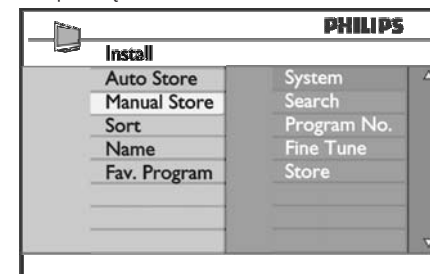 PHILIPS
Install
Auto Store
Manual Store
Sort
Name
Fav. Program
System
Search
Program No.
Fine Tune
Store